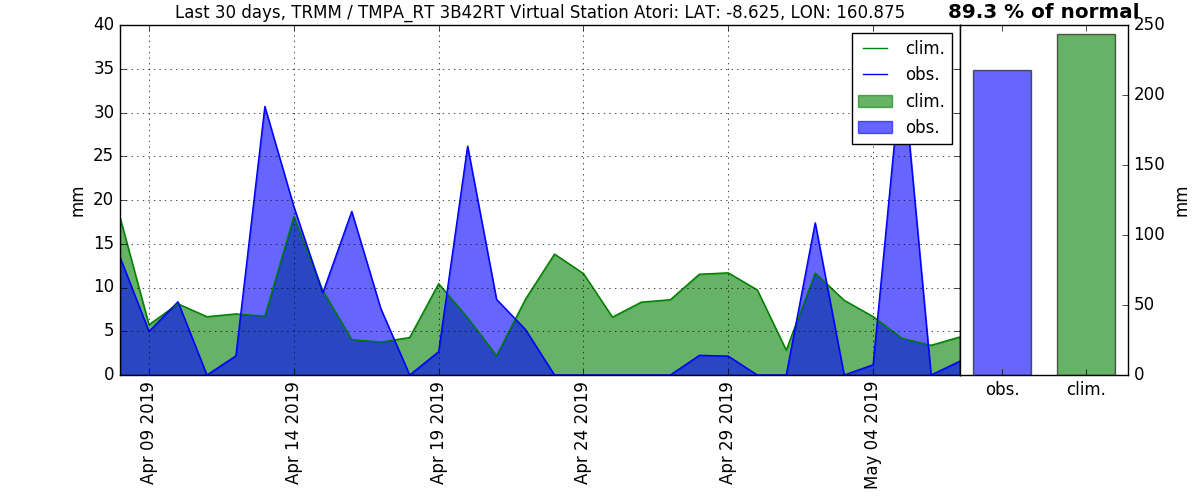 Last 30 days, TRMM / TMPA_RT 3B42RT Virtual Station Atori: LAT: -8.625, LON: 160.875
89.3 % of normal
40
35
30
25
20
15
10
5
0
mm
clim.
obs.
clim.
obs.
250
200
150
100
50
0
mm
Apr 09 2019
Apr 14 2019
Apr 19 2019
Apr 24 2019
Apr 29 2019
May 04 2019
obs.
clim.